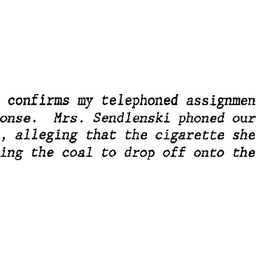 confirms my telephoned assignmen
onse. Mrs. Sendlenski phoned our
, alleging that the cigarette she
ing the coal to drop off onto the